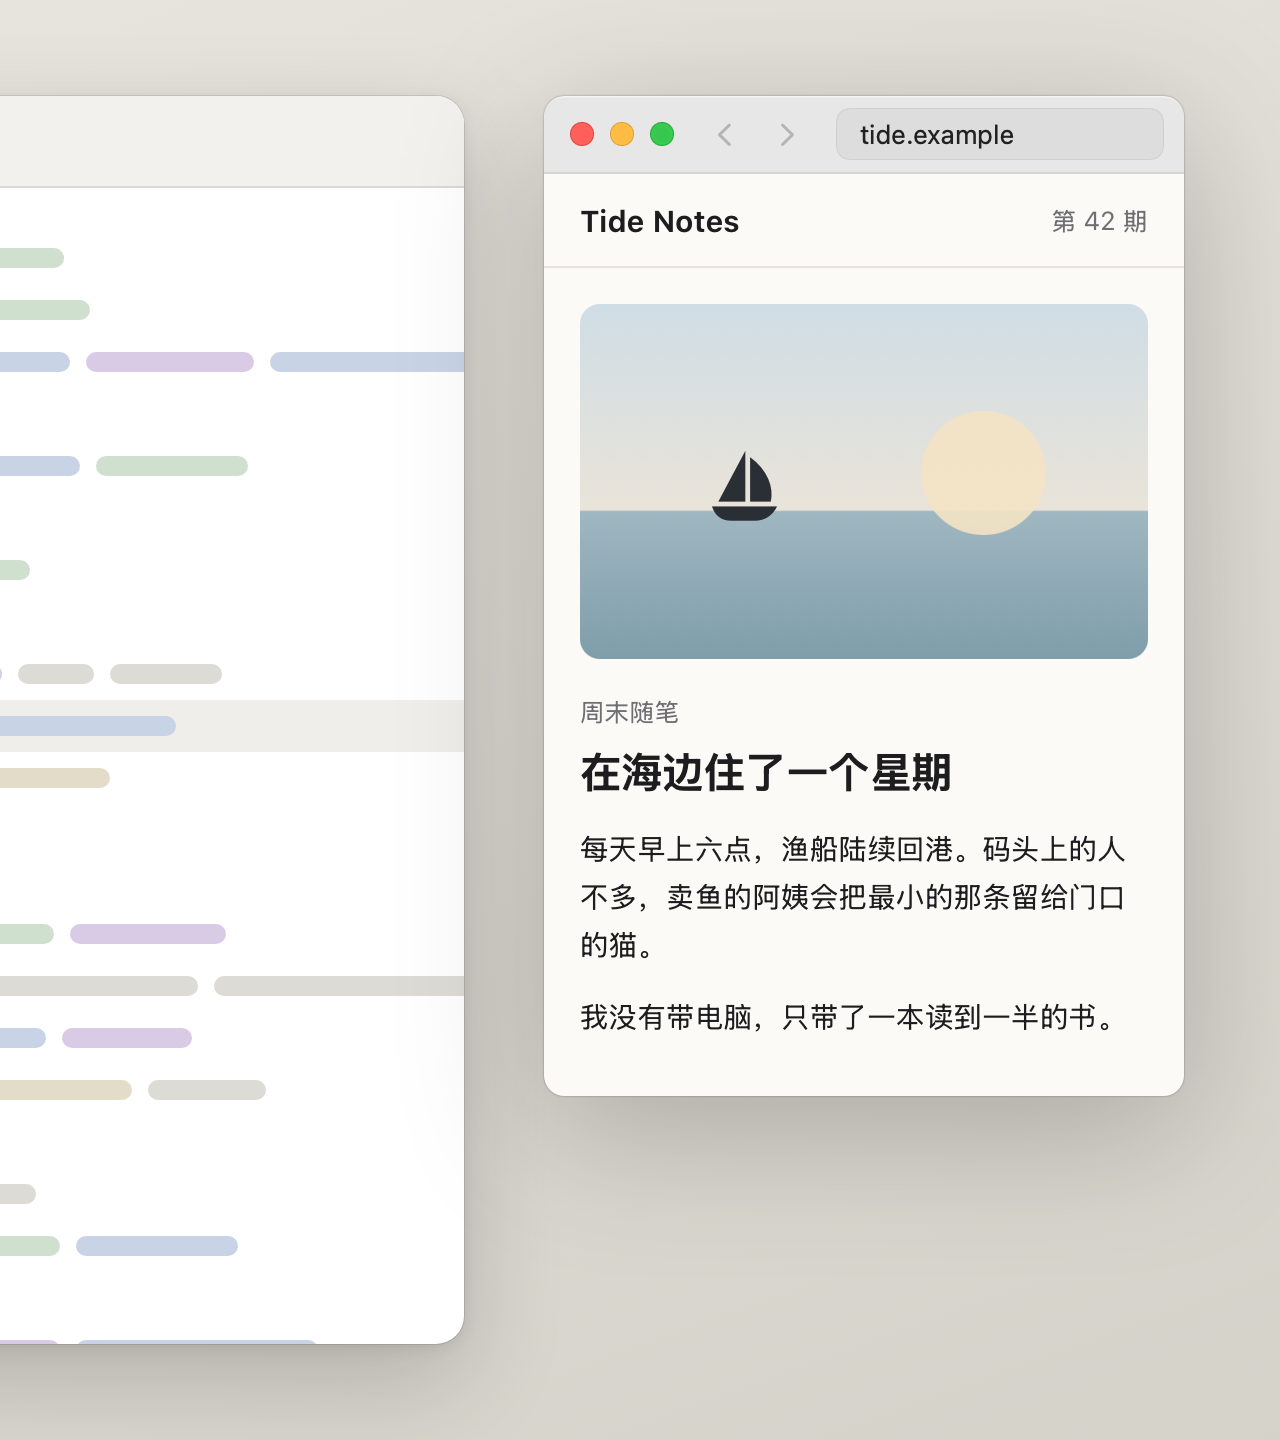 tide.example
Tide Notes
第 42 期
周末随笔
在海边住了一个星期
每天早上六点，渔船陆续回港。码头上的人
不多，卖鱼的阿姨会把最小的那条留给门口
的猫。
我没有带电脑，只带了一本读到一半的书。